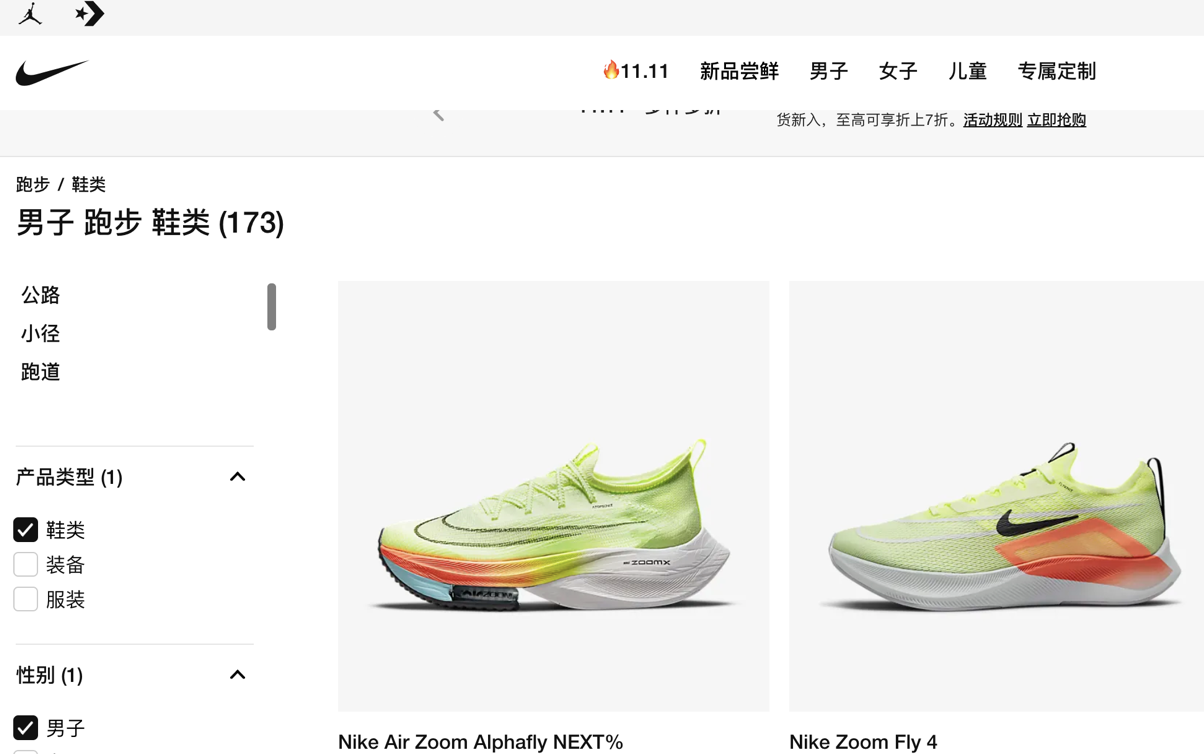 🔥11.11 新品尝鲜 男子 女子 儿童 专属定制
货新入，至高可享折上7折。活动规则 立即抢购
跑步 / 鞋类
男子 跑步 鞋类 (173)
公路
小径
跑道
产品类型 (1)
鞋类
装备
服装
性别 (1)
男子
ZOOMX
Nike Air Zoom Alphafly NEXT%
Nike Zoom Fly 4